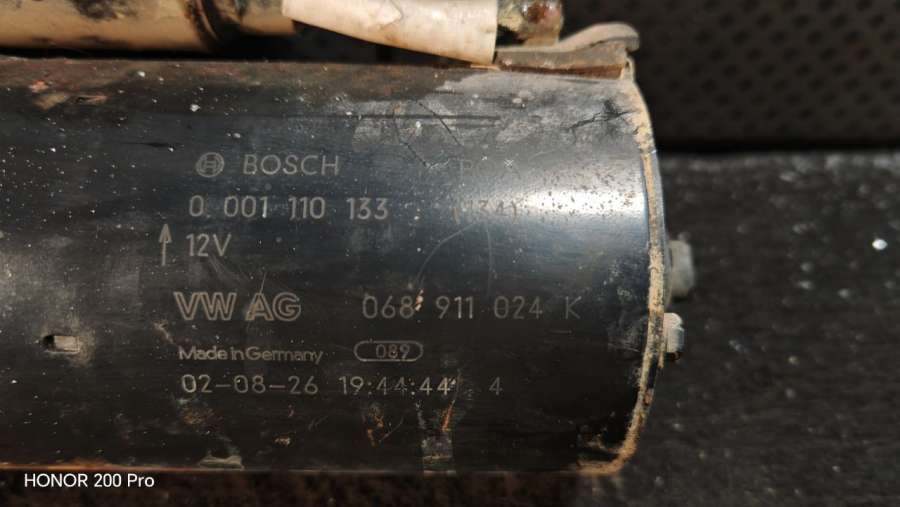 BOSCH
0 001 110 133
12V
VW AG 068 911 024 K
Made in Germany 089
02-08-26 19:44:44 4
HONOR 200 Pro